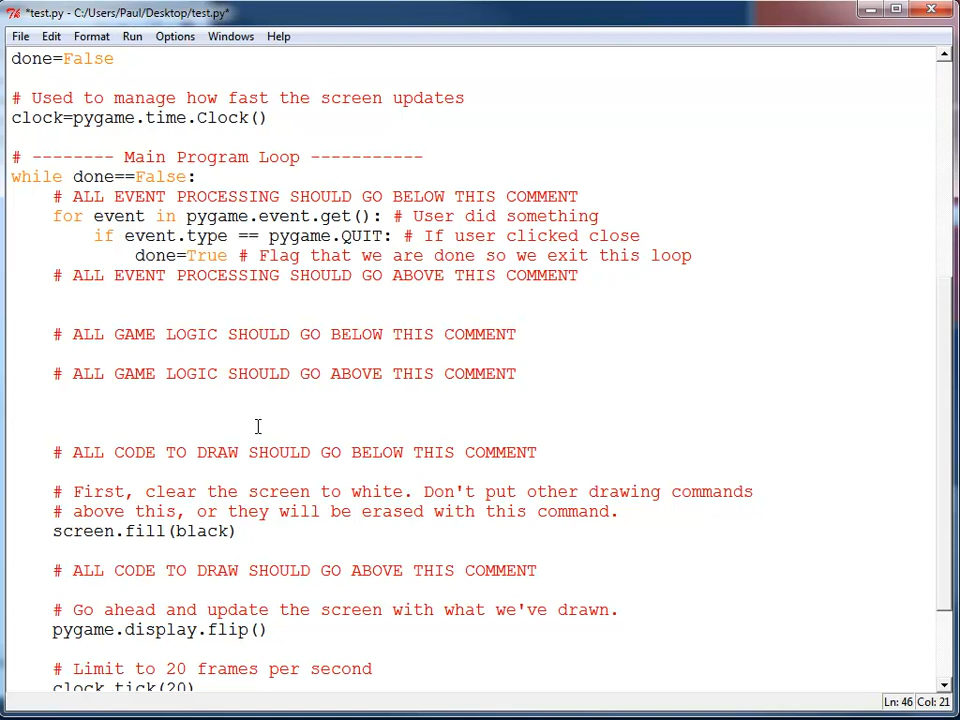 *test.py - C:/Users/Paul/Desktop/test.py*
File Edit Format Run Options Windows Help
done=False
# Used to manage how fast the screen updates
clock=pygame.time.Clock()
# -------- Main Program Loop -----------
while done==False:
    # ALL EVENT PROCESSING SHOULD GO BELOW THIS COMMENT
    for event in pygame.event.get(): # User did something
        if event.type == pygame.QUIT: # If user clicked close
            done=True # Flag that we are done so we exit this loop
    # ALL EVENT PROCESSING SHOULD GO ABOVE THIS COMMENT
    # ALL GAME LOGIC SHOULD GO BELOW THIS COMMENT
    # ALL GAME LOGIC SHOULD GO ABOVE THIS COMMENT
    # ALL CODE TO DRAW SHOULD GO BELOW THIS COMMENT
    # First, clear the screen to white. Don't put other drawing commands
    # above this, or they will be erased with this command.
    screen.fill(black)
    # ALL CODE TO DRAW SHOULD GO ABOVE THIS COMMENT
    # Go ahead and update the screen with what we've drawn.
    pygame.display.flip()
    # Limit to 20 frames per second
    clock.tick(20)
Ln: 46 Col: 21